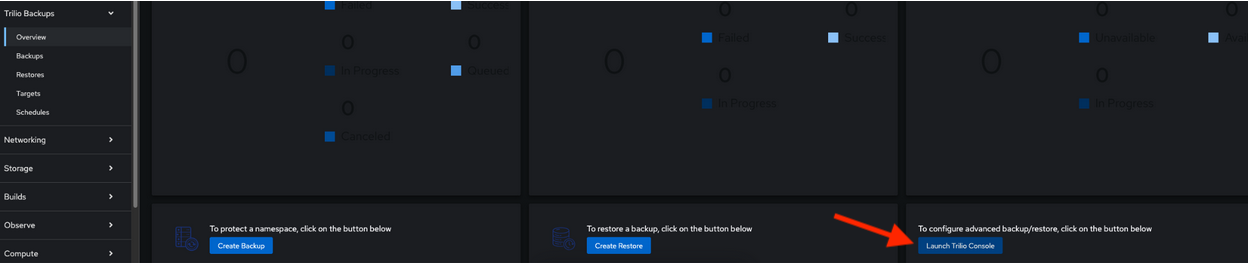 Trilio Backups
Overview
Backups
Restores
Targets
Schedules
Networking
Storage
Builds
Observe
Compute
0
Failed
Success
0
In Progress
0
Queued
0
Canceled
0
0
Failed
0
Success
0
In Progress
0
0
Unavailable
0
0
In Progress
To protect a namespace, click on the button below
Create Backup
To restore a backup, click on the button below
Create Restore
To configure advanced backup/restore, click on the button below
Launch Trilio Console